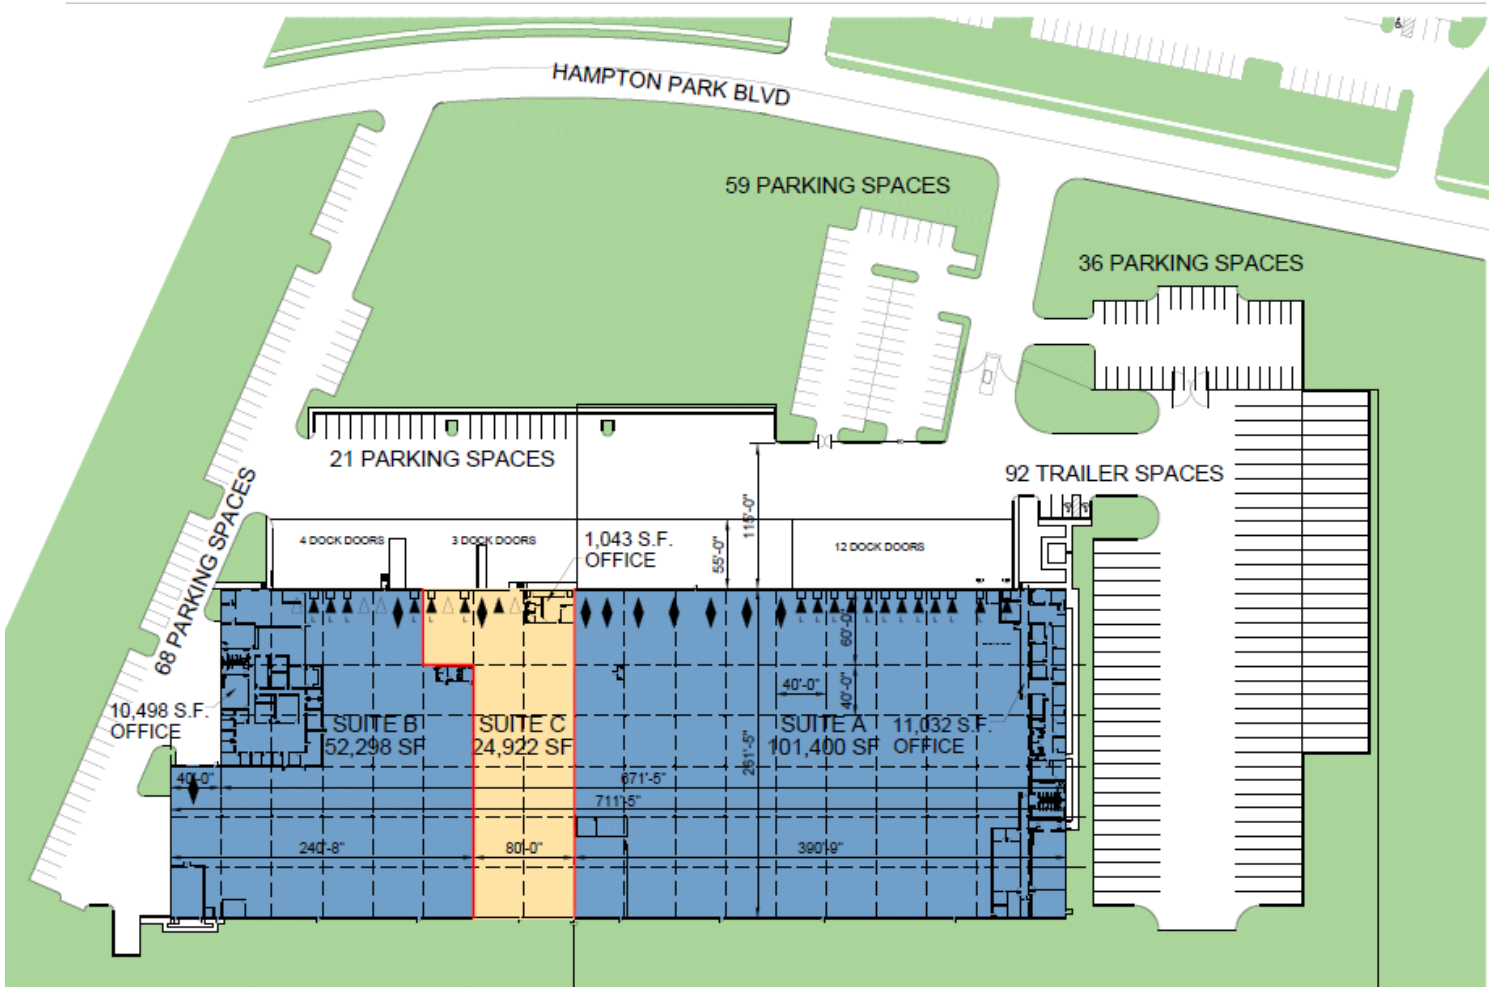 HAMPTON PARK BLVD
59 PARKING SPACES
36 PARKING SPACES
21 PARKING SPACES
92 TRAILER SPACES
68 PARKING SPACES
115'-0"
55'-0"
4 DOCK DOORS
3 DOCK DOORS
1,043 S.F.
OFFICE
12 DOCK DOORS
60'-0"
40'-0"
40'-0"
10,498 S.F.
OFFICE
SUITE B
52,298 SF
SUITE C
24,922 SF
SUITE A
101,400 SF
11,032 S.F.
OFFICE
261'-5"
40'-0"
671'-5"
711'-5"
240'-8"
80'-0"
390'-9"